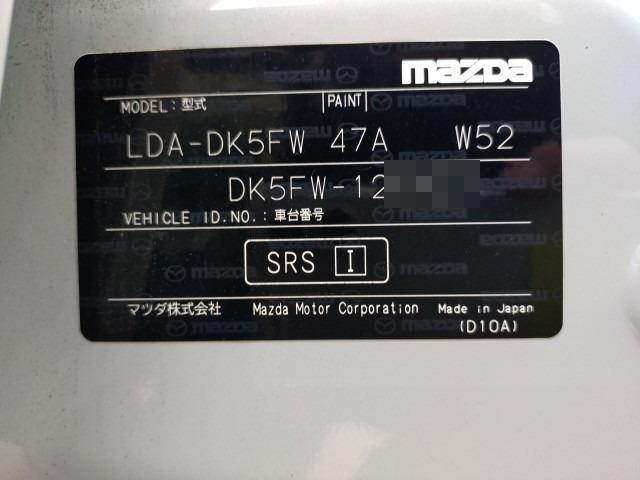 mazda
MODEL: 型式 PAINT
LDA-DK5FW 47A W52
DK5FW-12
VEHICLE ID.NO.: 車台番号
SRS I
マツダ株式会社 Mazda Motor Corporation Made in Japan
(D10A)